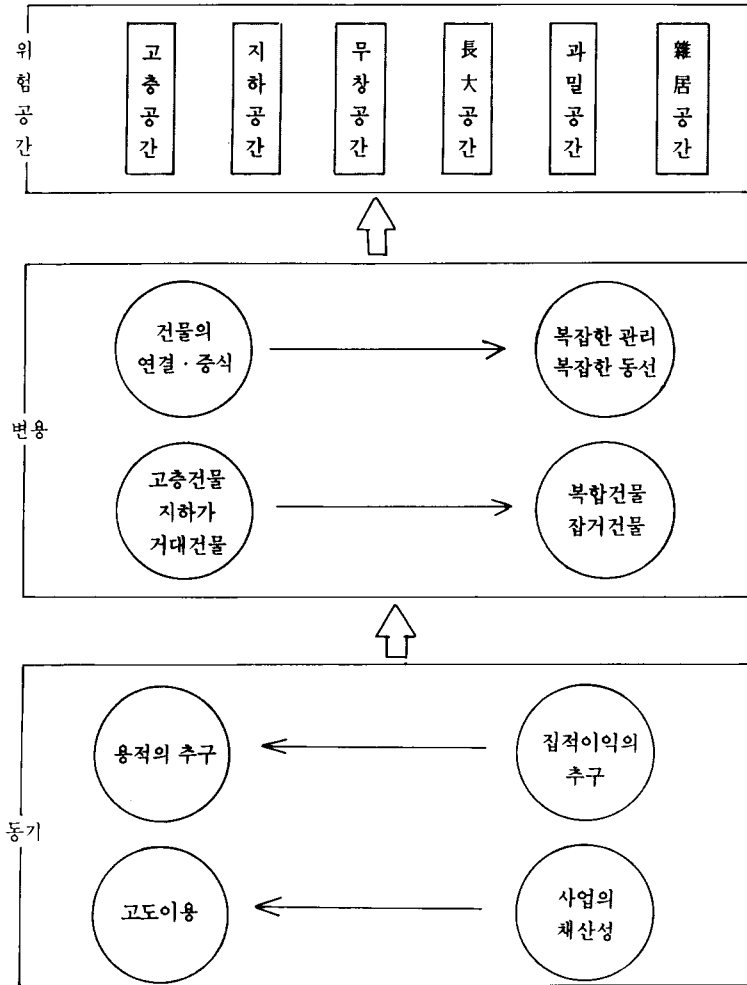 위험공간
고층공간
지하공간
무창공간
長大공간
과밀공간
雜居공간
변용
건물의
연결·중식
복잡한 관리
복잡한 동선
고층건물
지하가
거대건물
복합건물
잡거건물
동기
용적의 추구
집적이익의
추구
고도이용
사업의
채산성